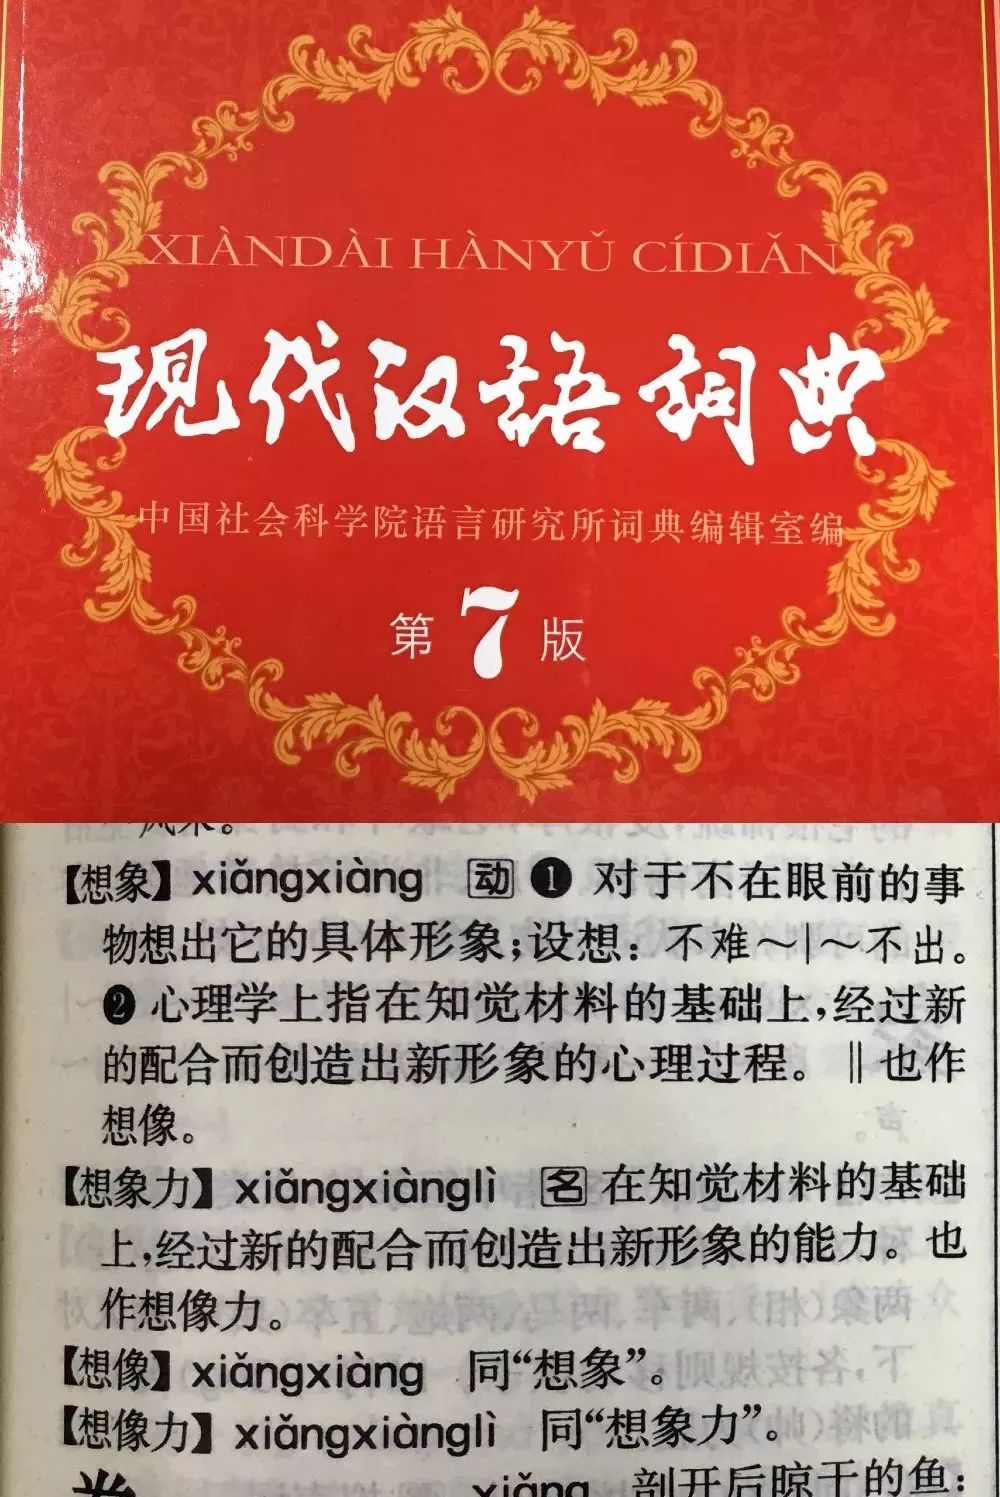 XIÀNDÀI HÀNYǓ CÍDIǍN
现代汉语词典
中国社会科学院语言研究所词典编辑室编
第7版
【想象】xiǎngxiàng 动 ❶ 对于不在眼前的事
物想出它的具体形象;设想:不难～|～不出。
❷ 心理学上指在知觉材料的基础上,经过新
的配合而创造出新形象的心理过程。‖也作
想像。
【想象力】xiǎngxiànglì 名 在知觉材料的基础
上,经过新的配合而创造出新形象的能力。也
作想像力。
【想像】xiǎngxiàng 同“想象”。
【想像力】xiǎngxiànglì 同“想象力”。
xiǎng 剖开后晾干的鱼: